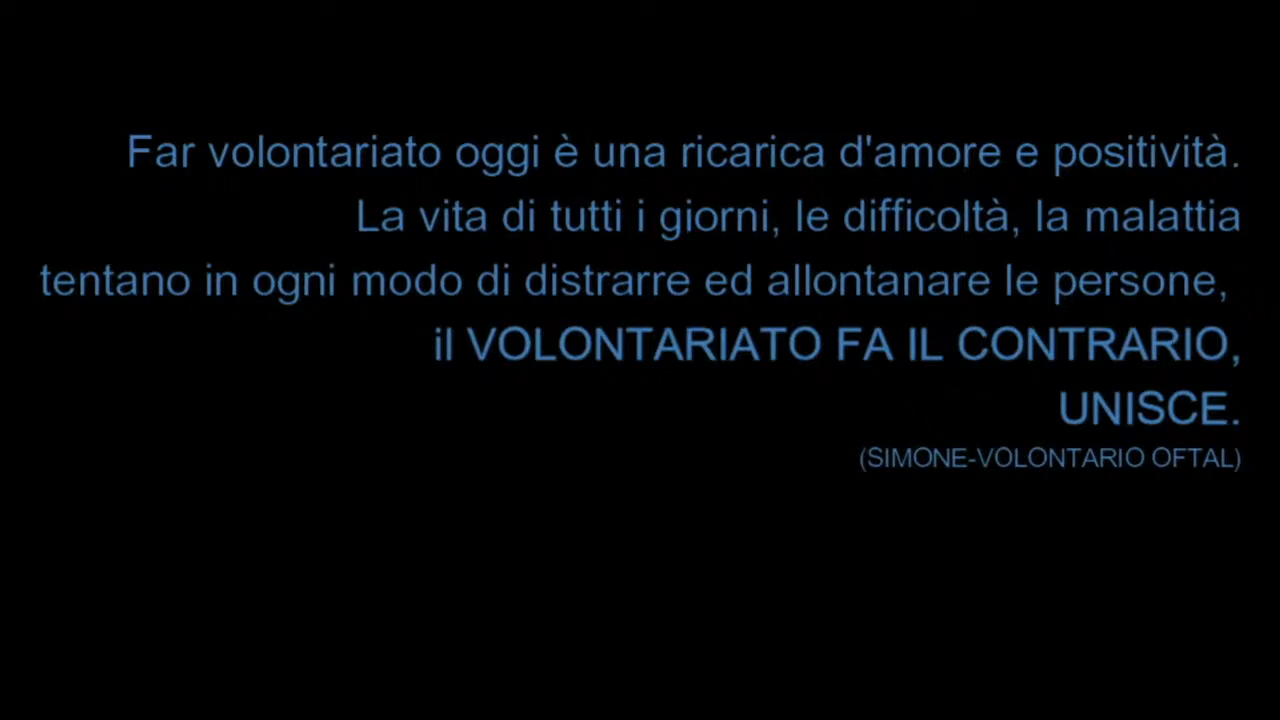 Far volontariato oggi è una ricarica d'amore e positività.
La vita di tutti i giorni, le difficoltà, la malattia
tentano in ogni modo di distrarre ed allontanare le persone,
il VOLONTARIATO FA IL CONTRARIO,
UNISCE.
(SIMONE-VOLONTARIO OFTAL)